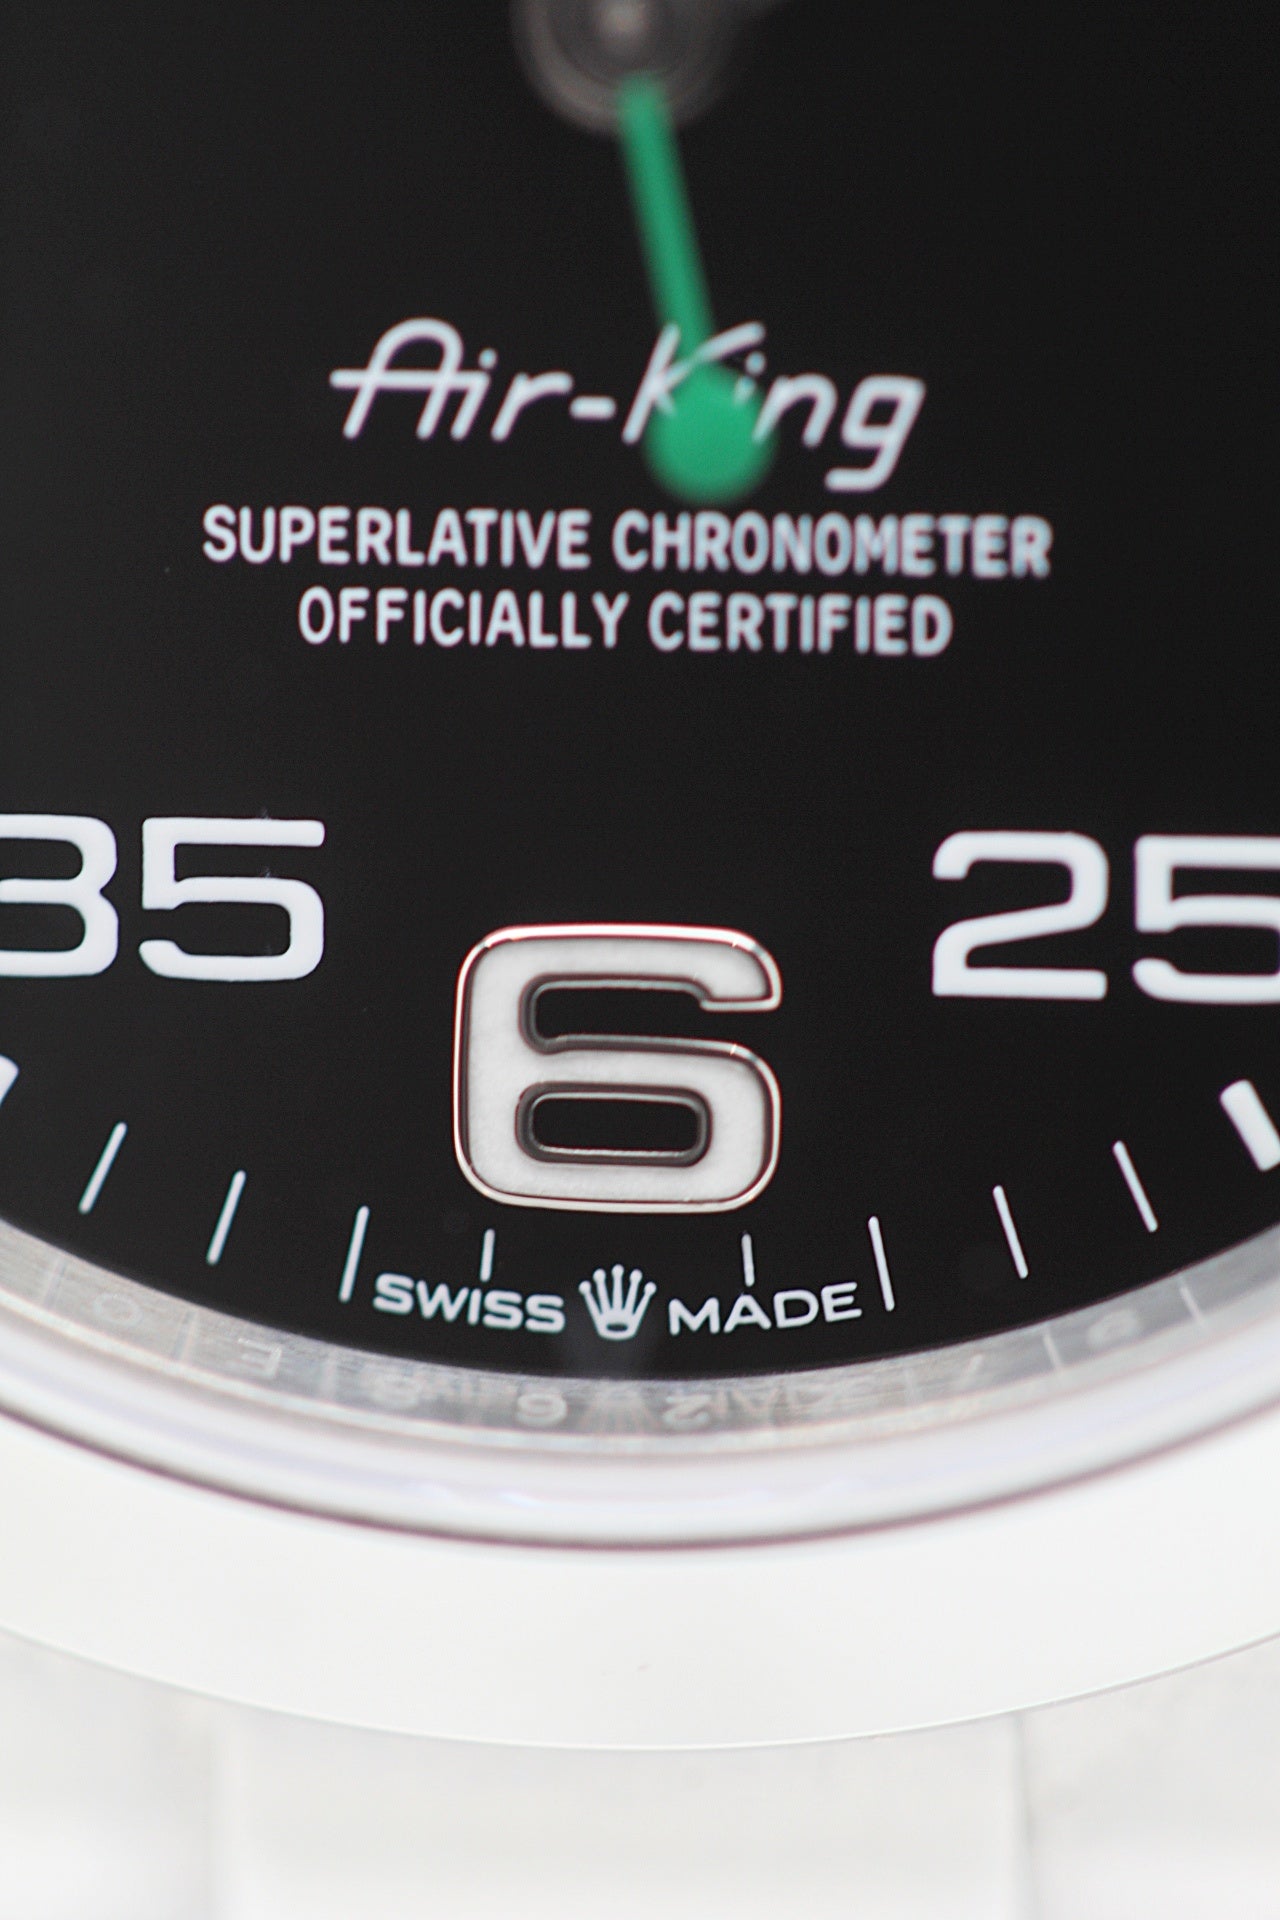 Air-King
SUPERLATIVE CHRONOMETER
OFFICIALLY CERTIFIED
35 25
6
SWISS MADE